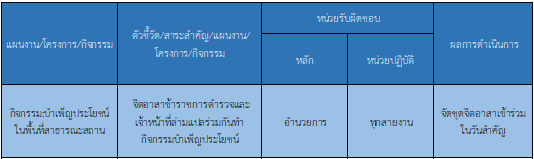 แผนงาน/โครงการ/กิจกรรม
ตัวชี้วัด/สาระสำคัญ/แผนงาน/
โครงการ/กิจกรรม
หน่วยรับผิดชอบ
หลัก
หน่วยปฏิบัติ
ผลการดำเนินการ
กิจกรรมบำเพ็ญประโยชน์
ในพื้นที่สาธารณะสถาน
จิตอาสาข้าราชการตำรวจและ
เจ้าหน้าที่ล่ามแปลร่วมกันทำ
กิจกรรมบำเพ็ญประโยชน์
อำนวยการ
ทุกสายงาน
จัดชุดจิตอาสาเข้าร่วม
ในวันสำคัญ